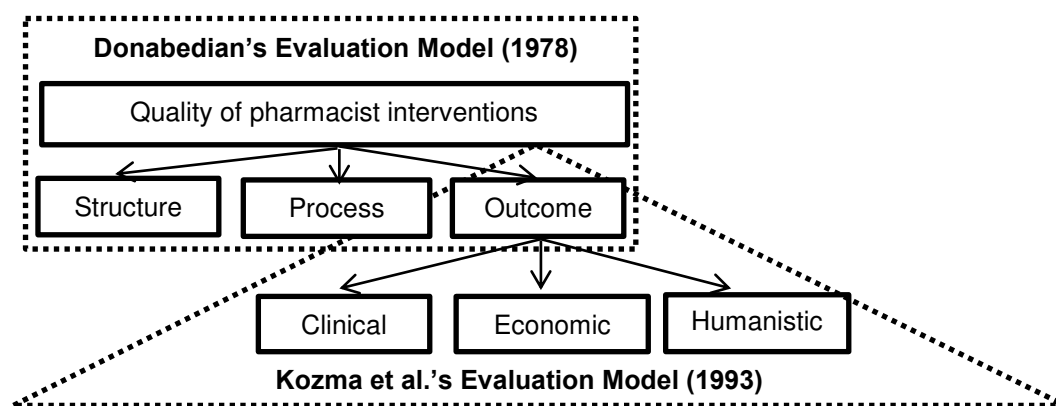 Donabedian’s Evaluation Model (1978)
Quality of pharmacist interventions
Structure
Process
Outcome
Clinical
Economic
Humanistic
Kozma et al.’s Evaluation Model (1993)